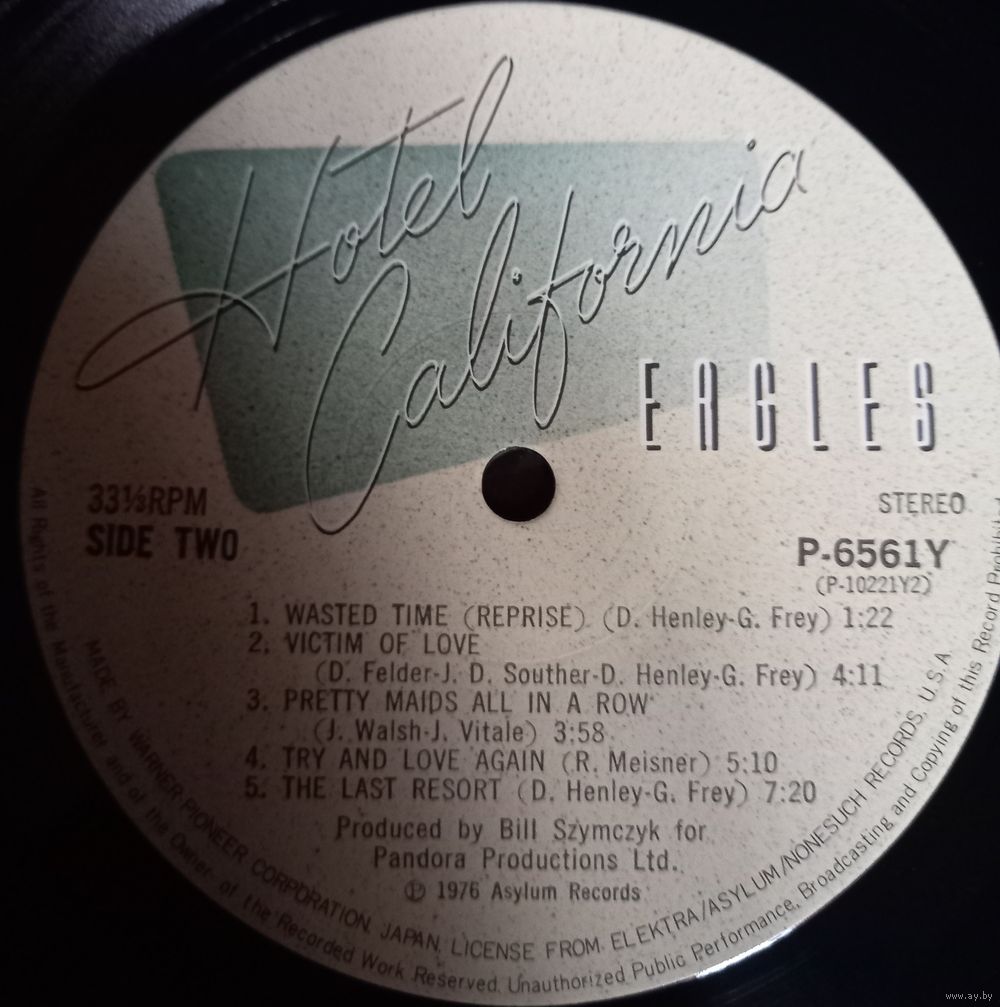 Hotel
California
EAGLES
33⅓RPM
SIDE TWO
STEREO
P-6561Y
(P-10221Y2)
1. WASTED TIME (REPRISE) (D. Henley-G. Frey) 1:22
2. VICTIM OF LOVE
(D. Felder-J. D. Souther-D. Henley-G. Frey) 4:11
3. PRETTY MAIDS ALL IN A ROW
(J. Walsh-J. Vitale) 3:58
4. TRY AND LOVE AGAIN (R. Meisner) 5:10
5. THE LAST RESORT (D. Henley-G. Frey) 7:20
Produced by Bill Szymczyk for
Pandora Productions Ltd.
℗ 1976 Asylum Records
MADE BY WARNER-PIONEER CORPORATION, JAPAN, LICENSE FROM ELEKTRA/ASYLUM/NONESUCH RECORDS, U.S.A.
All Rights of the Manufacturer and of the Owner of the Recorded Work Reserved. Unauthorized Public Performance, Broadcasting and Copying of this Record
www.ay.by